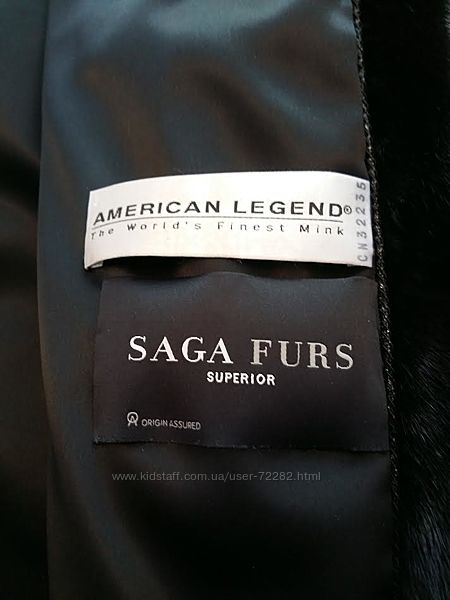 AMERICAN LEGEND®
The World's Finest Mink
CN32235
SAGA FURS
SUPERIOR
OA ORIGIN ASSURED
www.kidstaff.com.ua/user-72282.html